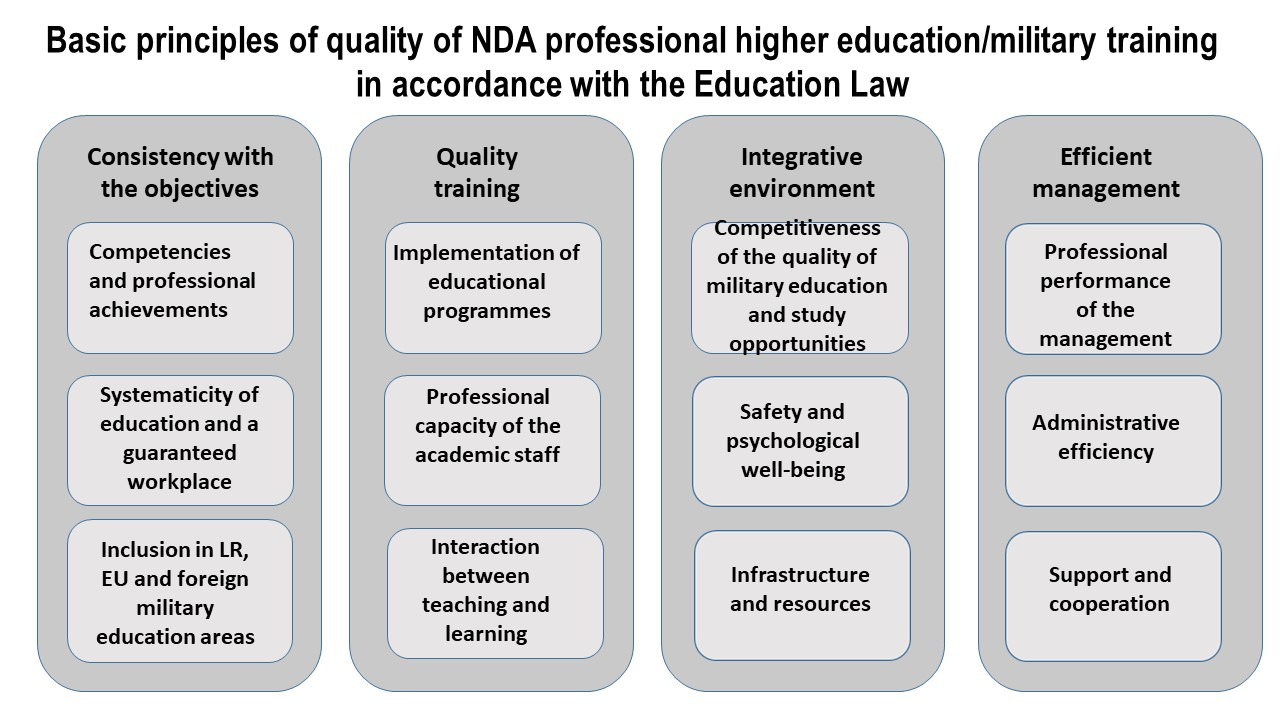 Basic principles of quality of NDA professional higher education/military training
in accordance with the Education Law
Consistency with
the objectives
Competencies
and professional
achievements
Systematicity of
education and a
guaranteed
workplace
Inclusion in LR,
EU and foreign
military
education areas
Quality
training
Implementation of
educational
programmes
Professional
capacity of the
academic staff
Interaction
between
teaching and
learning
Integrative
environment
Competitiveness
of the quality of
military education
and study
opportunities
Safety and
psychological
well-being
Infrastructure
and resources
Efficient
management
Professional
performance
of the
management
Administrative
efficiency
Support and
cooperation